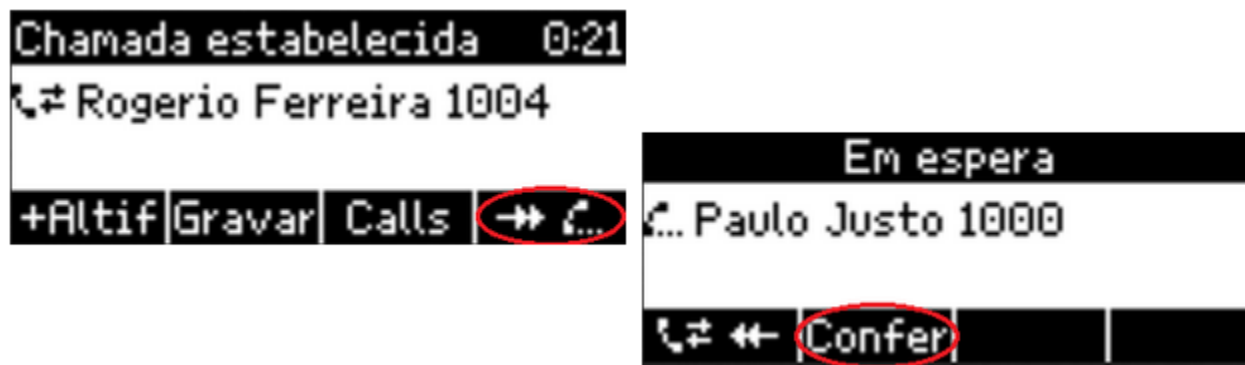 Chamada estabelecida 0:21
Rogerio Ferreira 1004
+Altif Gravar Calls
Em espera
... Paulo Justo 1000
Confer